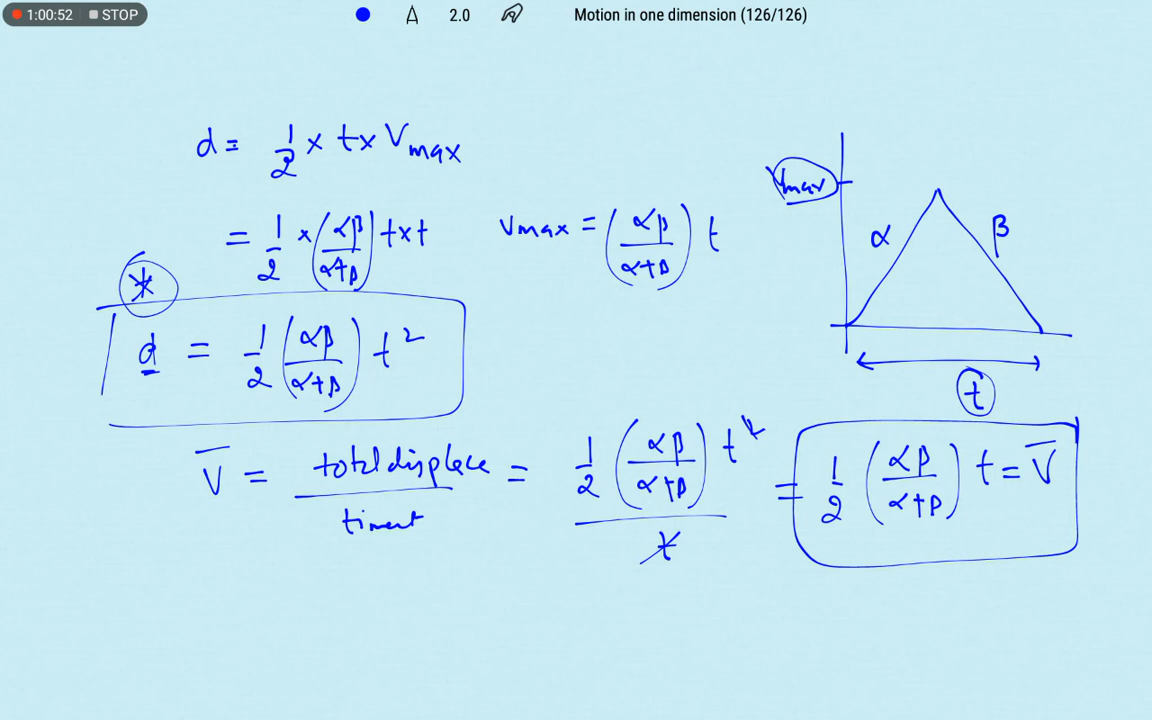 1:00:52 STOP 2.0 Motion in one dimension (126/126)
d = 1/2 × t × Vmax
Vmax
= 1/2 × (αβ/α+β) t × t
Vmax = (αβ/α+β) t
α β
*
d = 1/2 (αβ/α+β) t²
t
V̅ = total displace/time t = 1/2 (αβ/α+β) t²/t = 1/2 (αβ/α+β) t = V̅